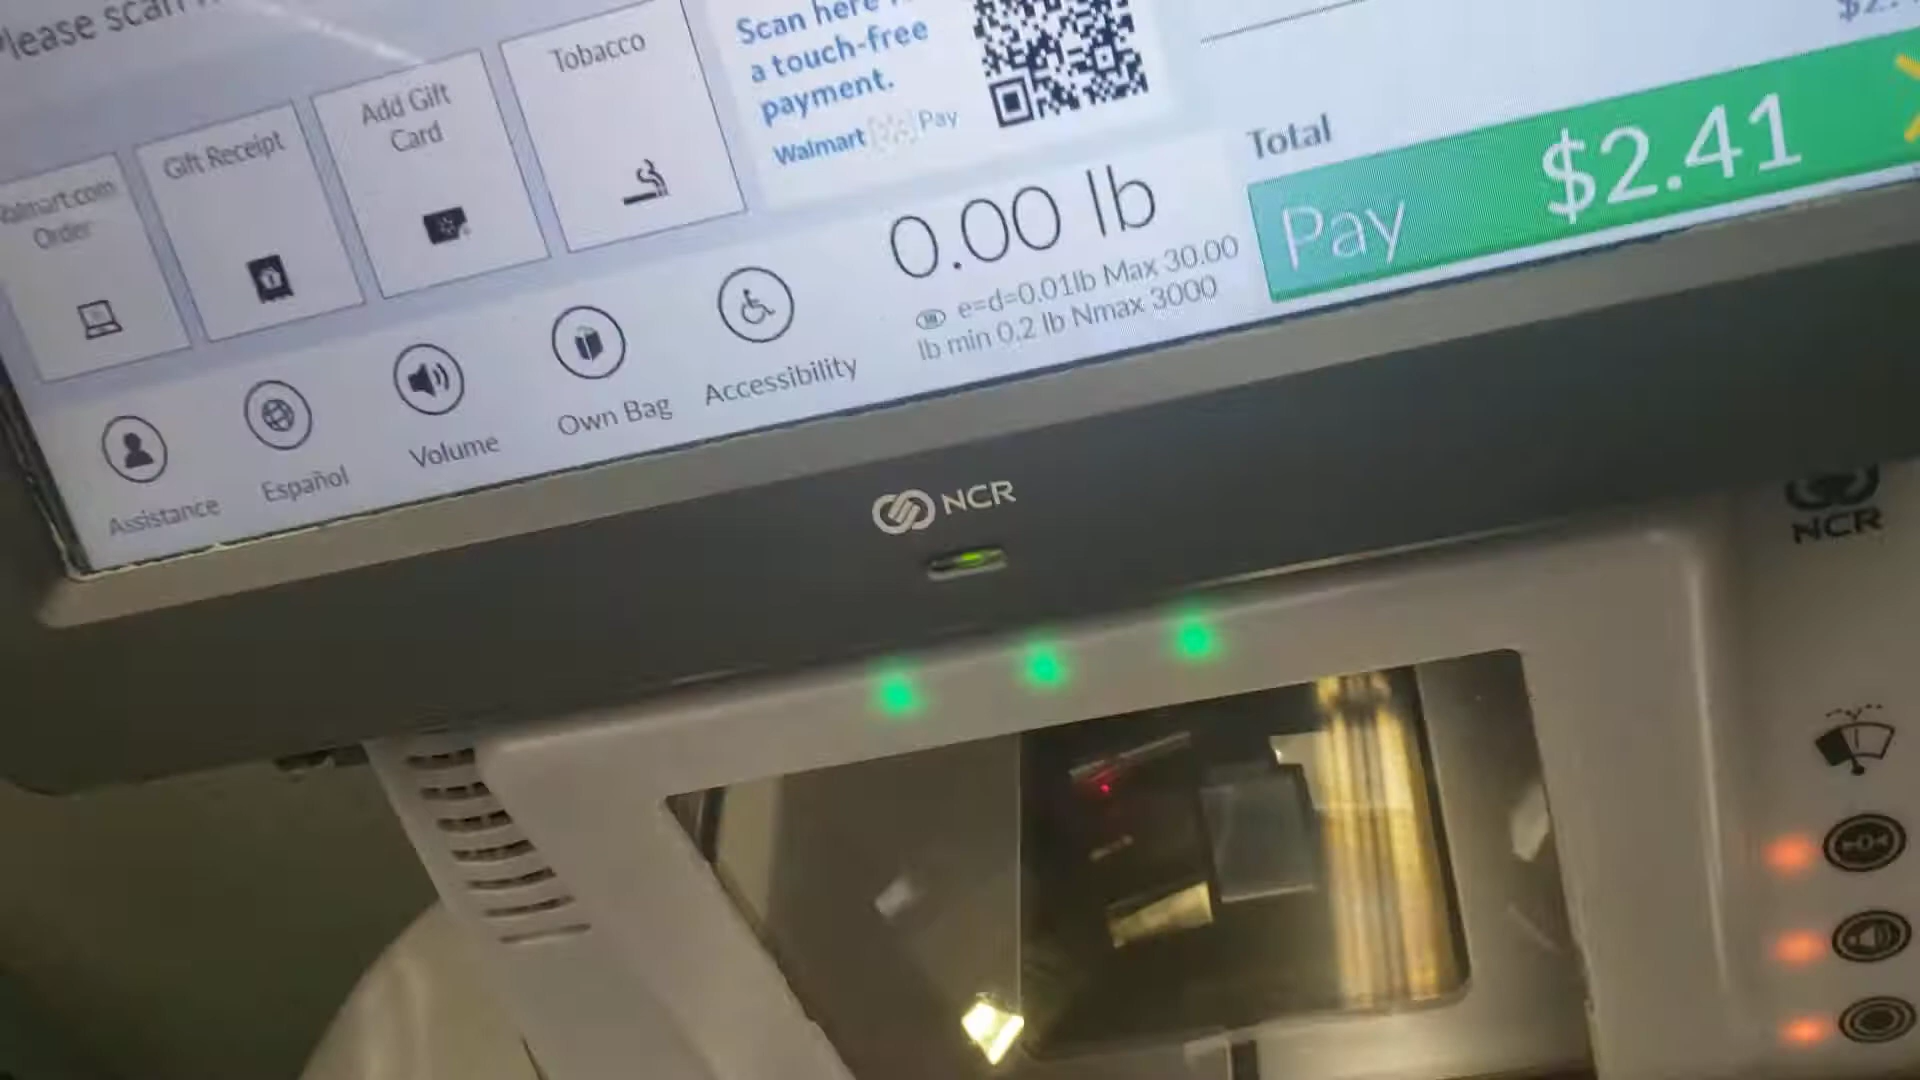 Please scan
Scan here
a touch-free
payment.
Walmart Pay
Tobacco
Add Gift
Card
Gift Receipt
Walmart.com
Order
Total
Pay $2.41
0.00 lb
e=d=0.01lb Max 30.00
lb min 0.2 lb Nmax 3000
Assistance
Español
Volume
Own Bag
Accessibility
NCR
NCR